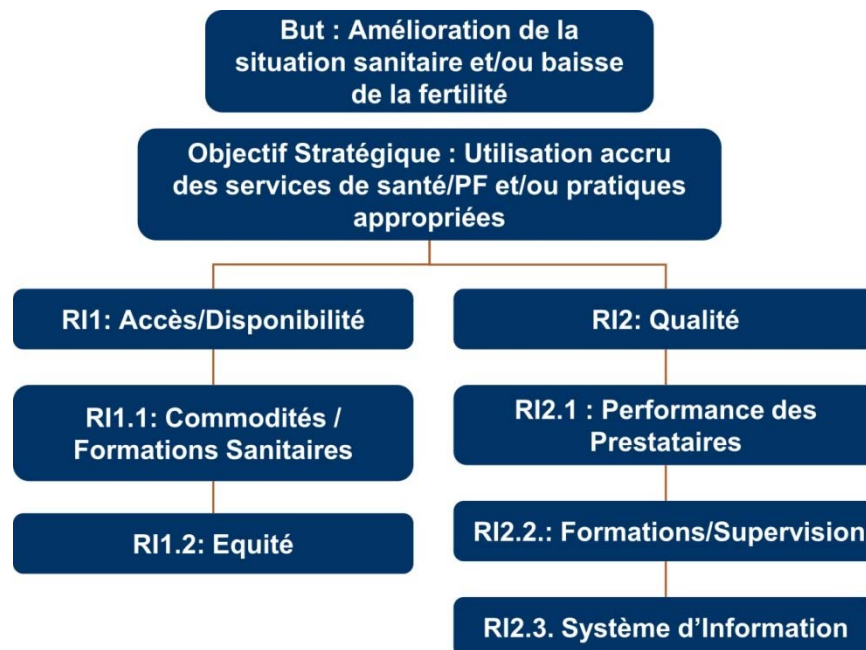 But : Amélioration de la
situation sanitaire et/ou baisse
de la fertilité
Objectif Stratégique : Utilisation accru
des services de santé/PF et/ou pratiques
appropriées
RI1: Accès/Disponibilité
RI2: Qualité
RI1.1: Commodités /
Formations Sanitaires
RI2.1 : Performance des
Prestataires
RI1.2: Equité
RI2.2.: Formations/Supervision
RI2.3. Système d’Information